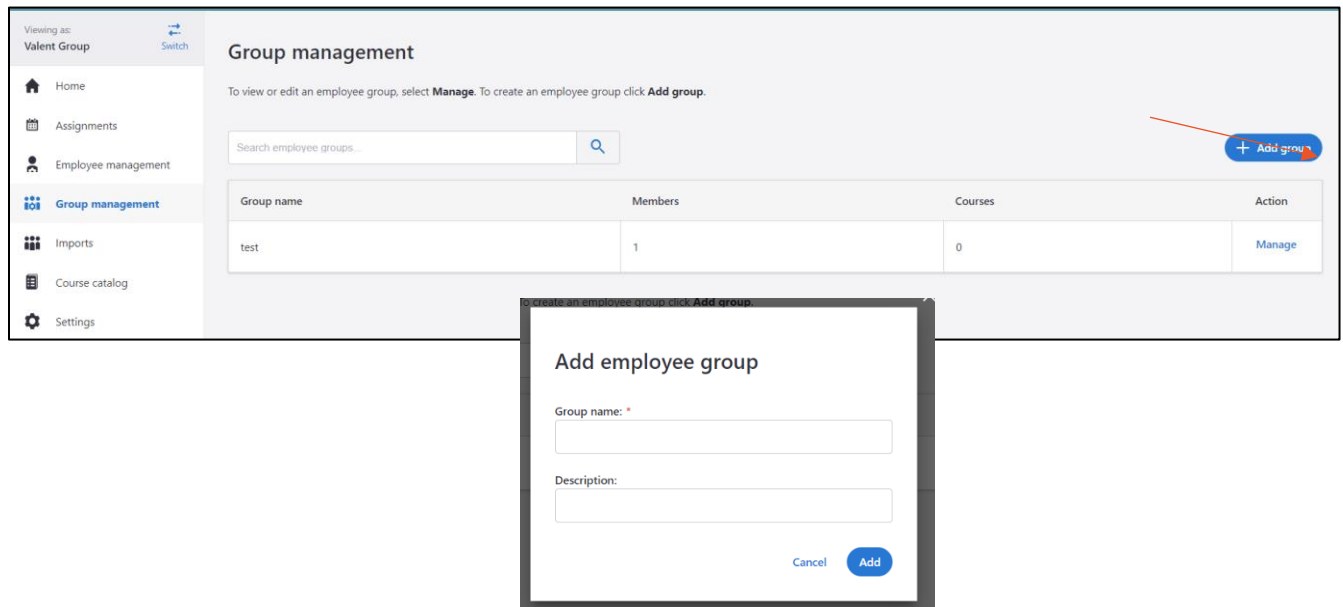 Viewing as:
Valent Group
Switch
Home
Assignments
Employee management
Group management
Imports
Course catalog
Settings
Group management
To view or edit an employee group, select Manage. To create an employee group click Add group.
Search employee groups...
Add group
Group name Members Courses Action
test 1 0 Manage
To create an employee group click Add group.
Add employee group
Group name: *
Description:
Cancel Add